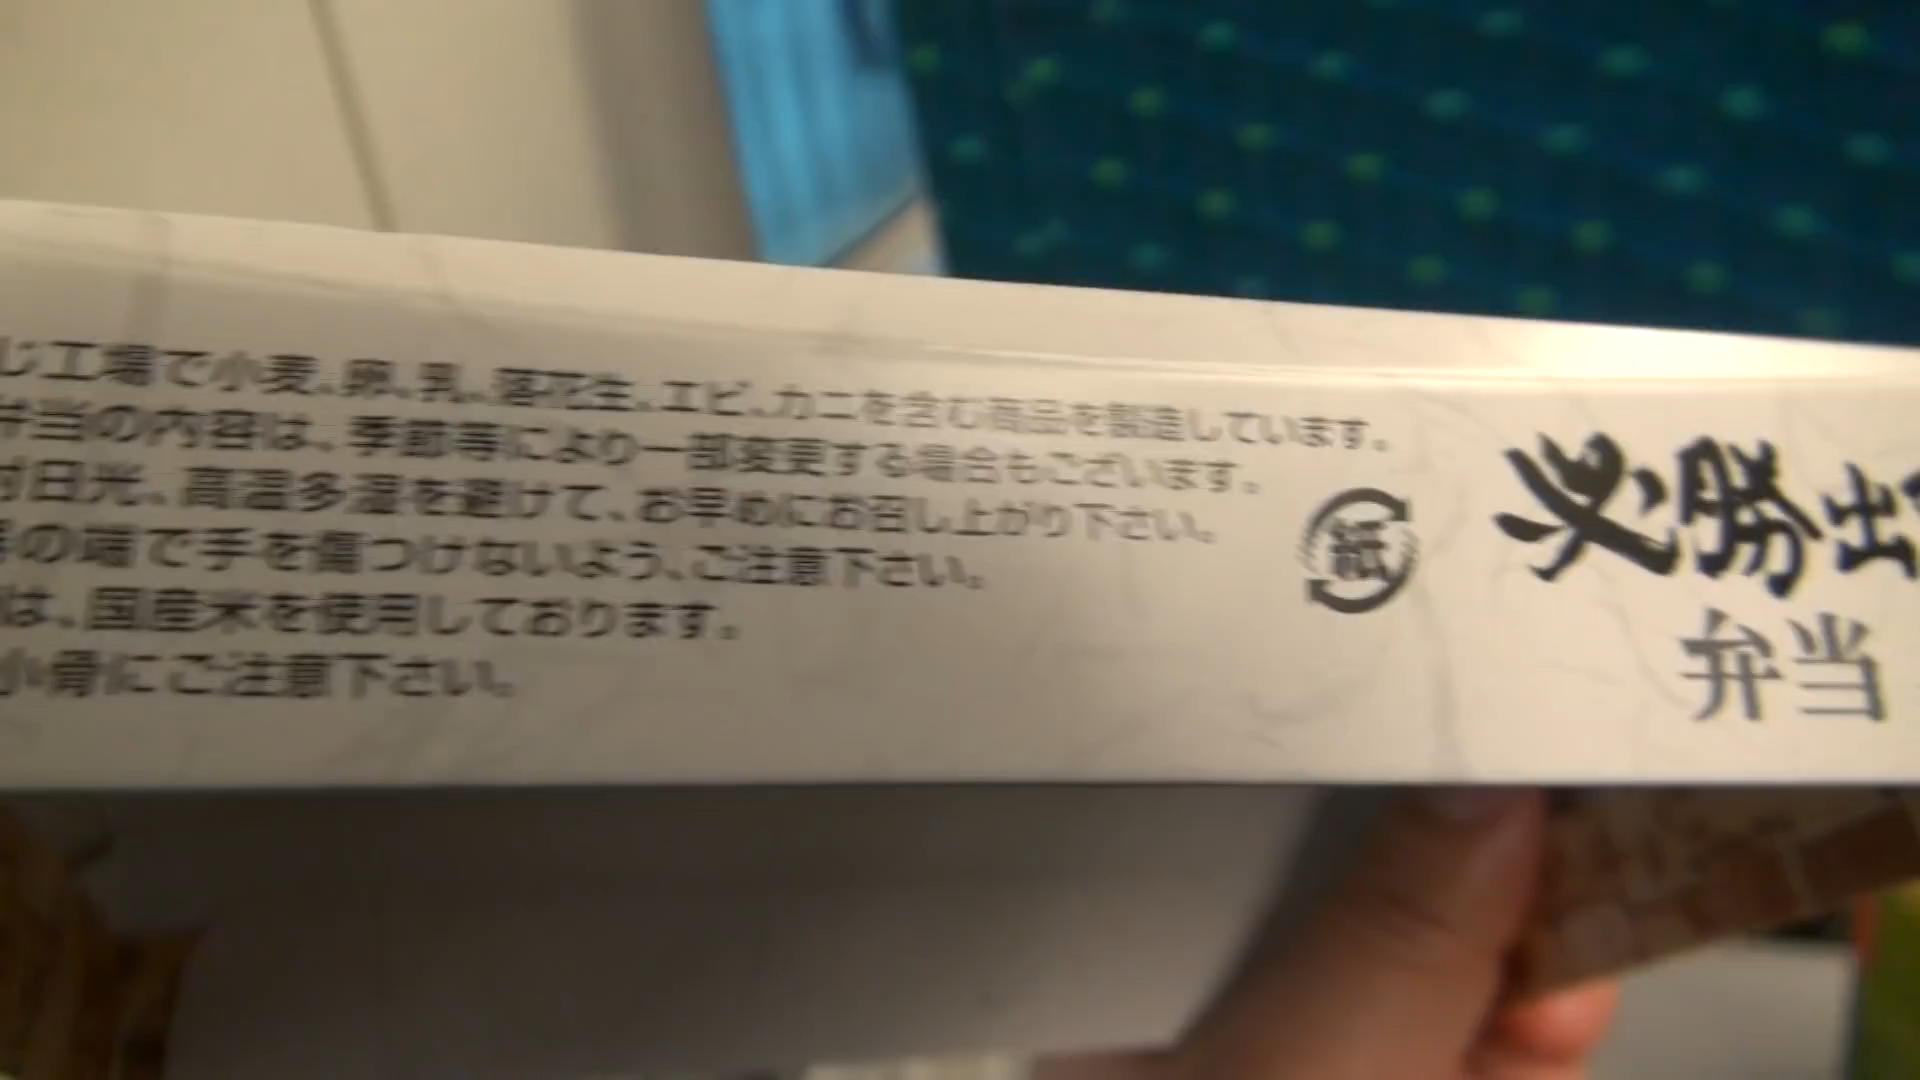 じ工場で小麦、卵、乳、落花生、エビ、カニを含む商品を製造しています。
弁当の内容は、季節等により一部変更する場合もございます。
射日光、高温多湿を避けて、お早めにお召し上がり下さい。
の端で手を傷つけないよう、ご注意下さい。
は、国産米を使用しております。
小骨にご注意下さい。
紙
必勝出
弁当